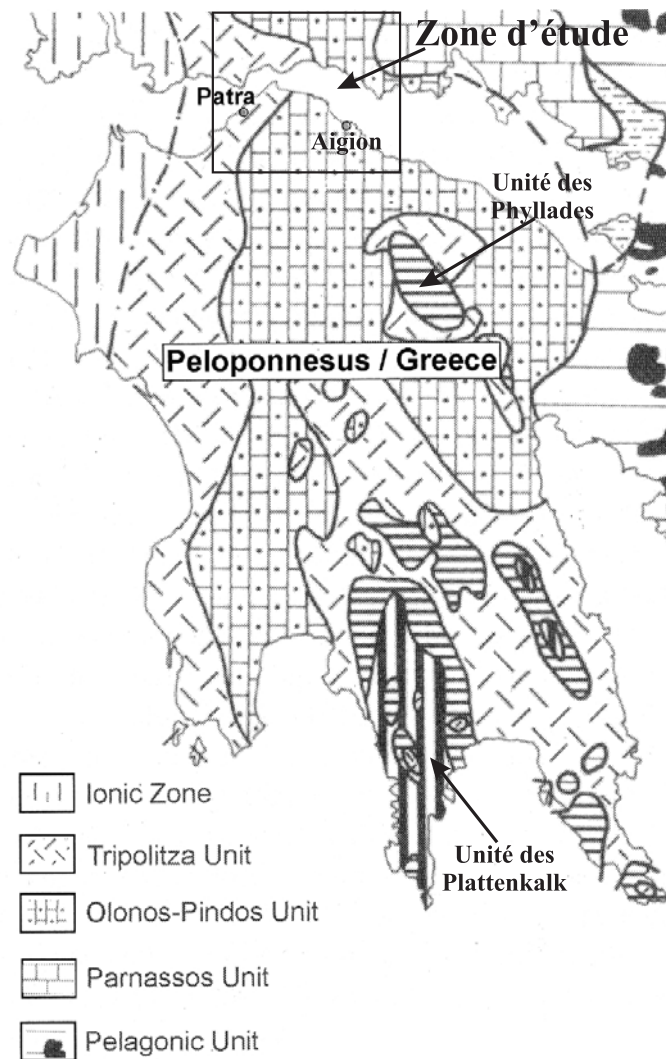 Zone d'étude
Patra
Aigion
Unité des
Phyllades
Peloponnesus / Greece
Unité des
Plattenkalk
Ionic Zone
Tripolitza Unit
Olonos-Pindos Unit
Parnassos Unit
Pelagonic Unit